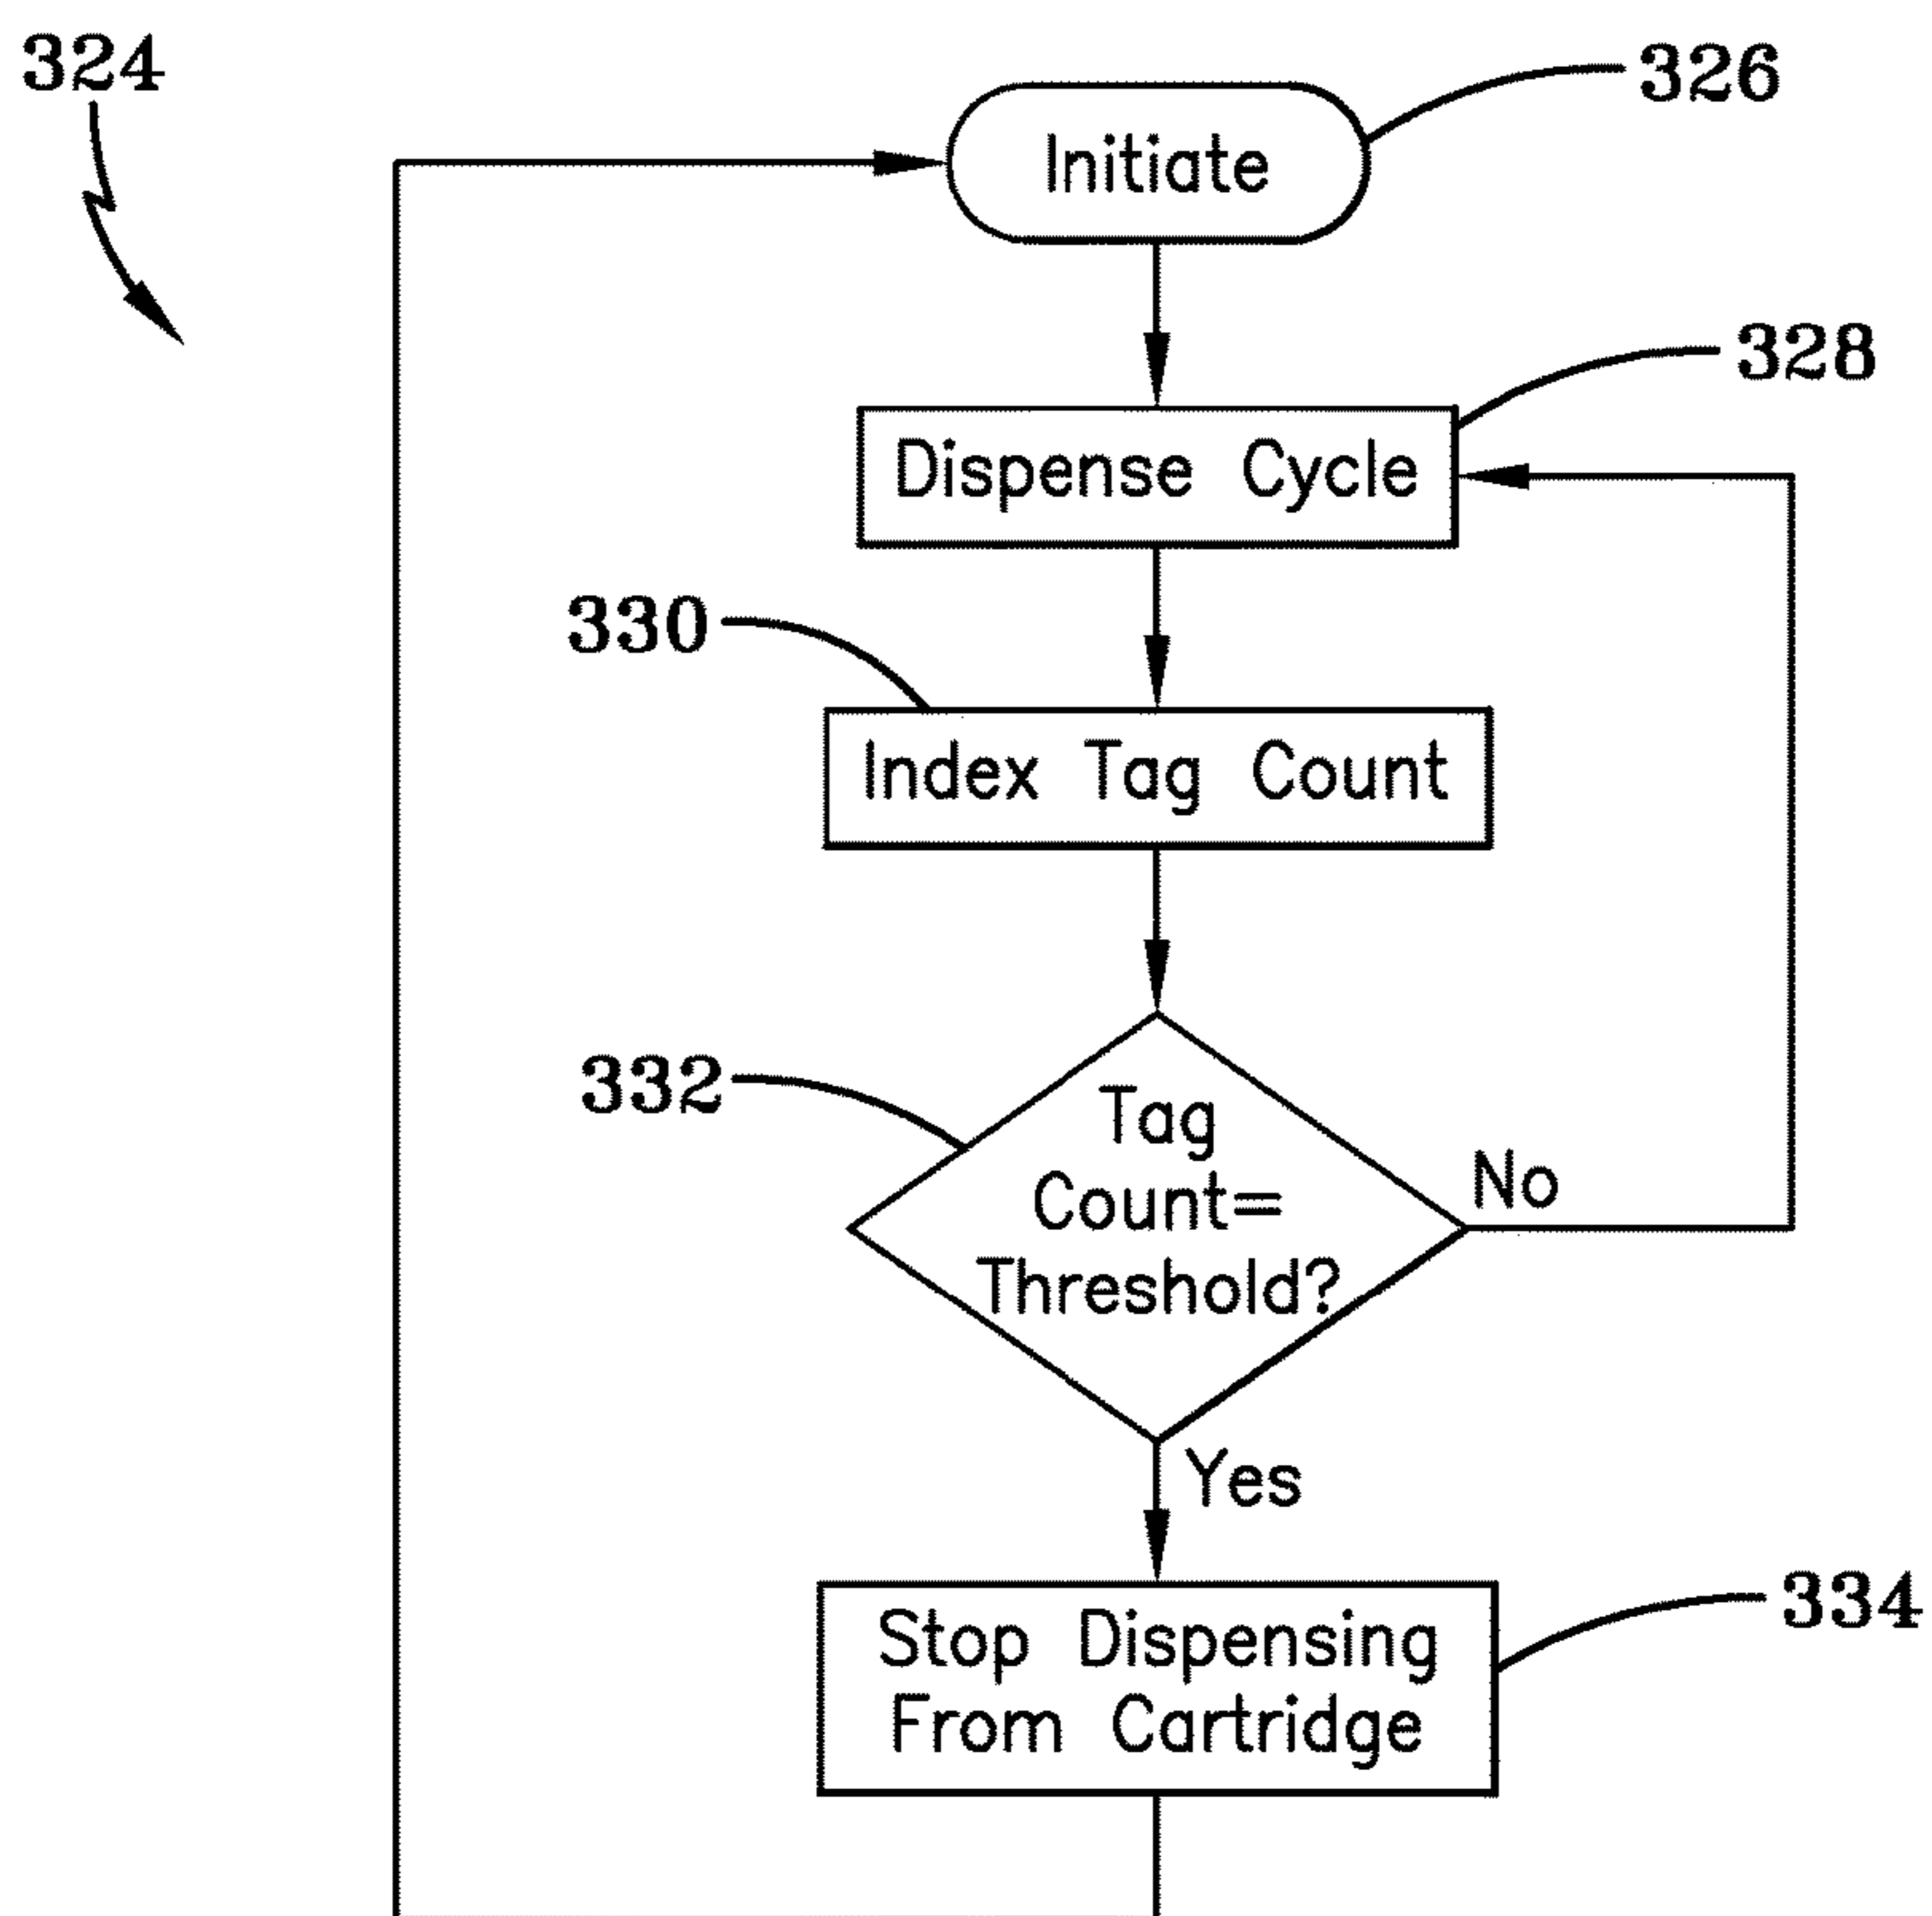 324
326
Initiate
328
Dispense Cycle
330
Index Tag Count
332
Tag
Count=
Threshold?
No
Yes
334
Stop Dispensing
From Cartridge